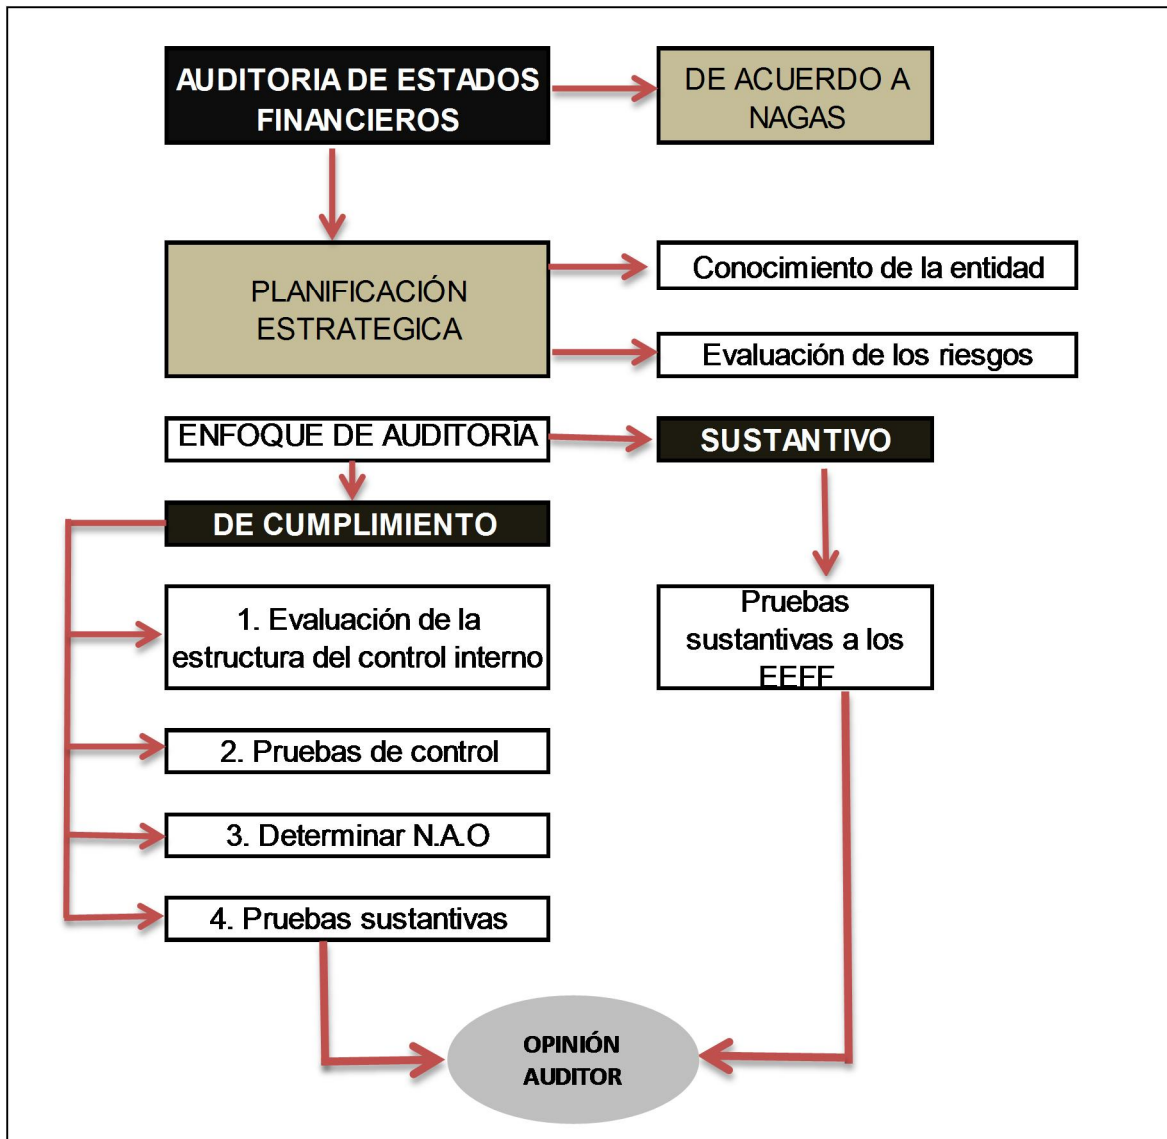 AUDITORIA DE ESTADOS
FINANCIEROS
DE ACUERDO A
NAGAS
PLANIFICACIÓN
ESTRATEGICA
Conocimiento de la entidad
Evaluación de los riesgos
ENFOQUE DE AUDITORÍA
SUSTANTIVO
DE CUMPLIMIENTO
1. Evaluación de la
estructura del control interno
Pruebas
sustantivas a los
EEFF
2. Pruebas de control
3. Determinar N.A.O
4. Pruebas sustantivas
OPINIÓN
AUDITOR